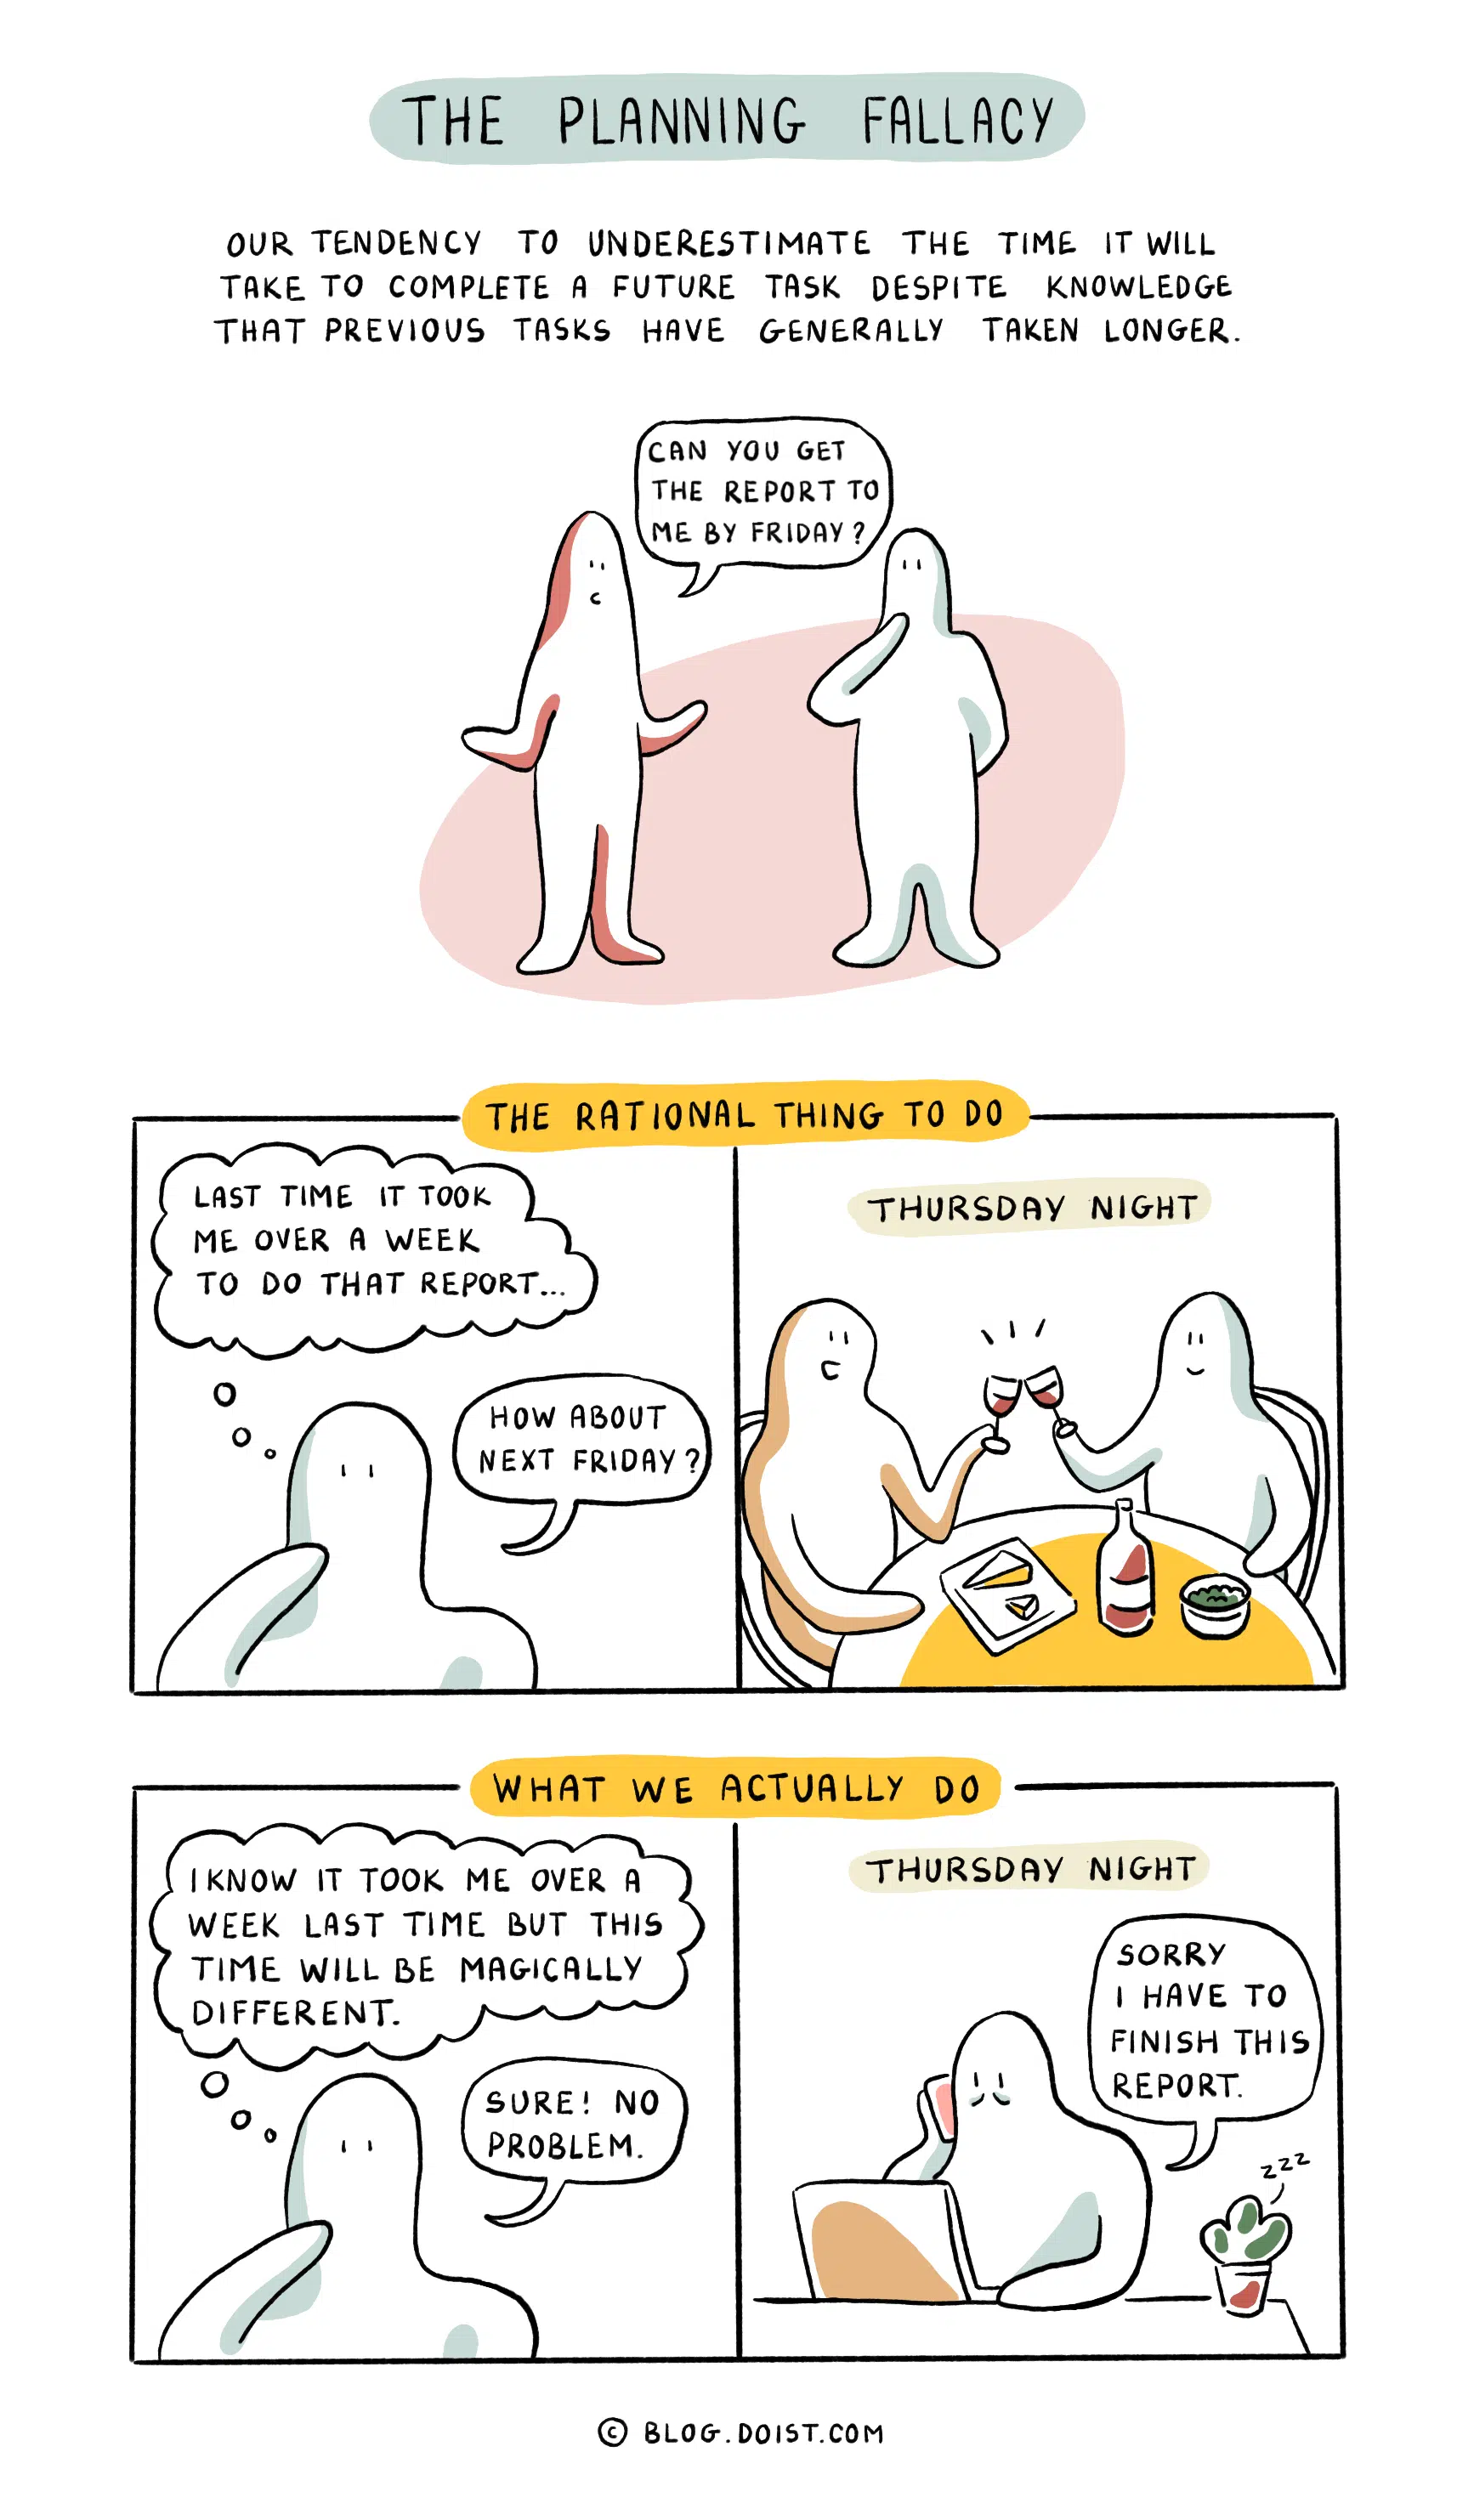 THE PLANNING FALLACY
OUR TENDENCY TO UNDERESTIMATE THE TIME IT WILL
TAKE TO COMPLETE A FUTURE TASK DESPITE KNOWLEDGE
THAT PREVIOUS TASKS HAVE GENERALLY TAKEN LONGER.
CAN YOU GET
THE REPORT TO
ME BY FRIDAY?
THE RATIONAL THING TO DO
LAST TIME IT TOOK
ME OVER A WEEK
TO DO THAT REPORT...
HOW ABOUT
NEXT FRIDAY?
THURSDAY NIGHT
WHAT WE ACTUALLY DO
I KNOW IT TOOK ME OVER A
WEEK LAST TIME BUT THIS
TIME WILL BE MAGICALLY
DIFFERENT.
SURE! NO
PROBLEM.
THURSDAY NIGHT
SORRY
I HAVE TO
FINISH THIS
REPORT.
zzz
© BLOG.DOIST.COM